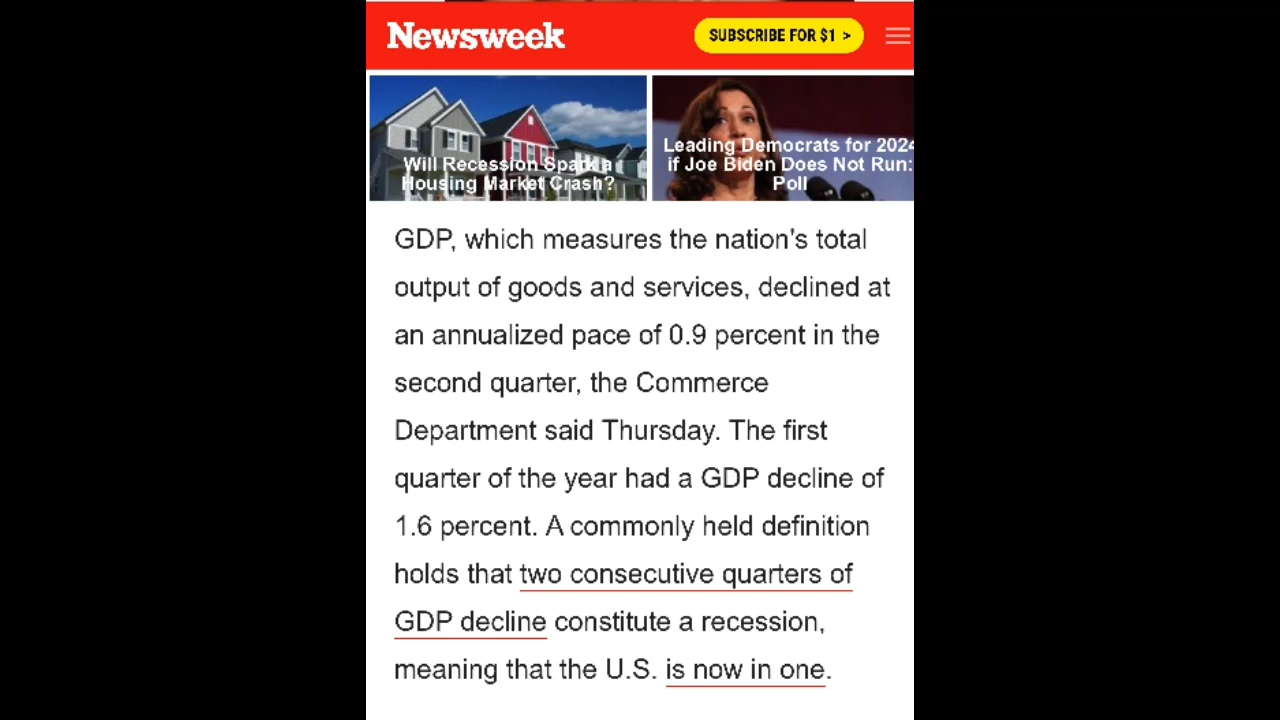 Newsweek
SUBSCRIBE FOR $1 >
Will Recession Spark a
Housing Market Crash?
Leading Democrats for 2024
if Joe Biden Does Not Run:
Poll
GDP, which measures the nation's total
output of goods and services, declined at
an annualized pace of 0.9 percent in the
second quarter, the Commerce
Department said Thursday. The first
quarter of the year had a GDP decline of
1.6 percent. A commonly held definition
holds that two consecutive quarters of
GDP decline constitute a recession,
meaning that the U.S. is now in one.